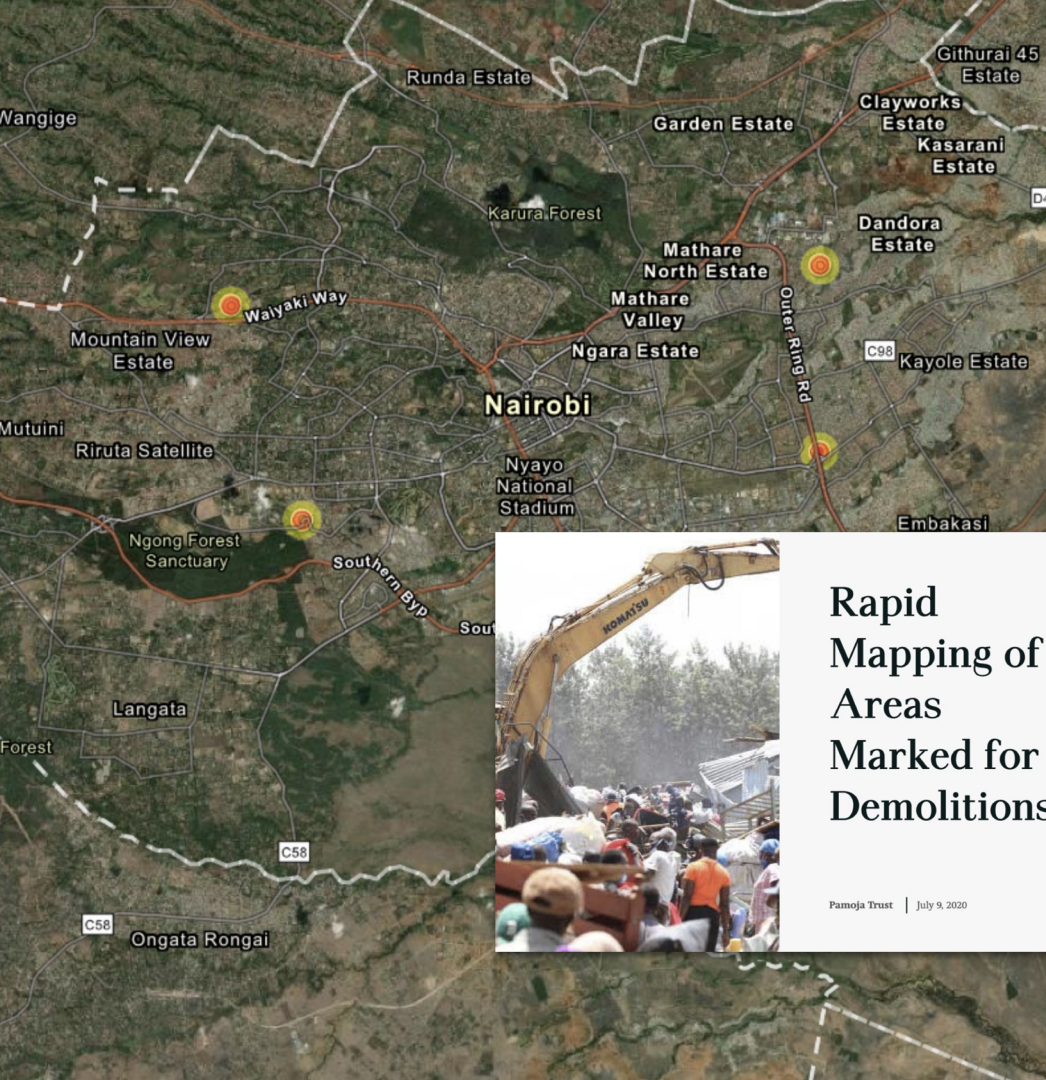 Githurai 45
Estate
Runda Estate
Clayworks
Estate
Wangige
Garden Estate
Kasarani
Estate
Karura Forest
Dandora
Estate
Mathare
North Estate
Waiyaki Way
Mathare
Valley
Outer Ring Rd
Mountain View
Estate
Ngara Estate
C98
Kayole Estate
Nairobi
Mutuini
Riruta Satellite
Nyayo
National
Stadium
Embakasi
Ngong Forest
Sanctuary
Southern Byp
Langata
Forest
C58
C58
Ongata Rongai
KOMATSU
Rapid
Mapping of
Areas
Marked for
Demolitions
Pamoja Trust | July 9, 2020